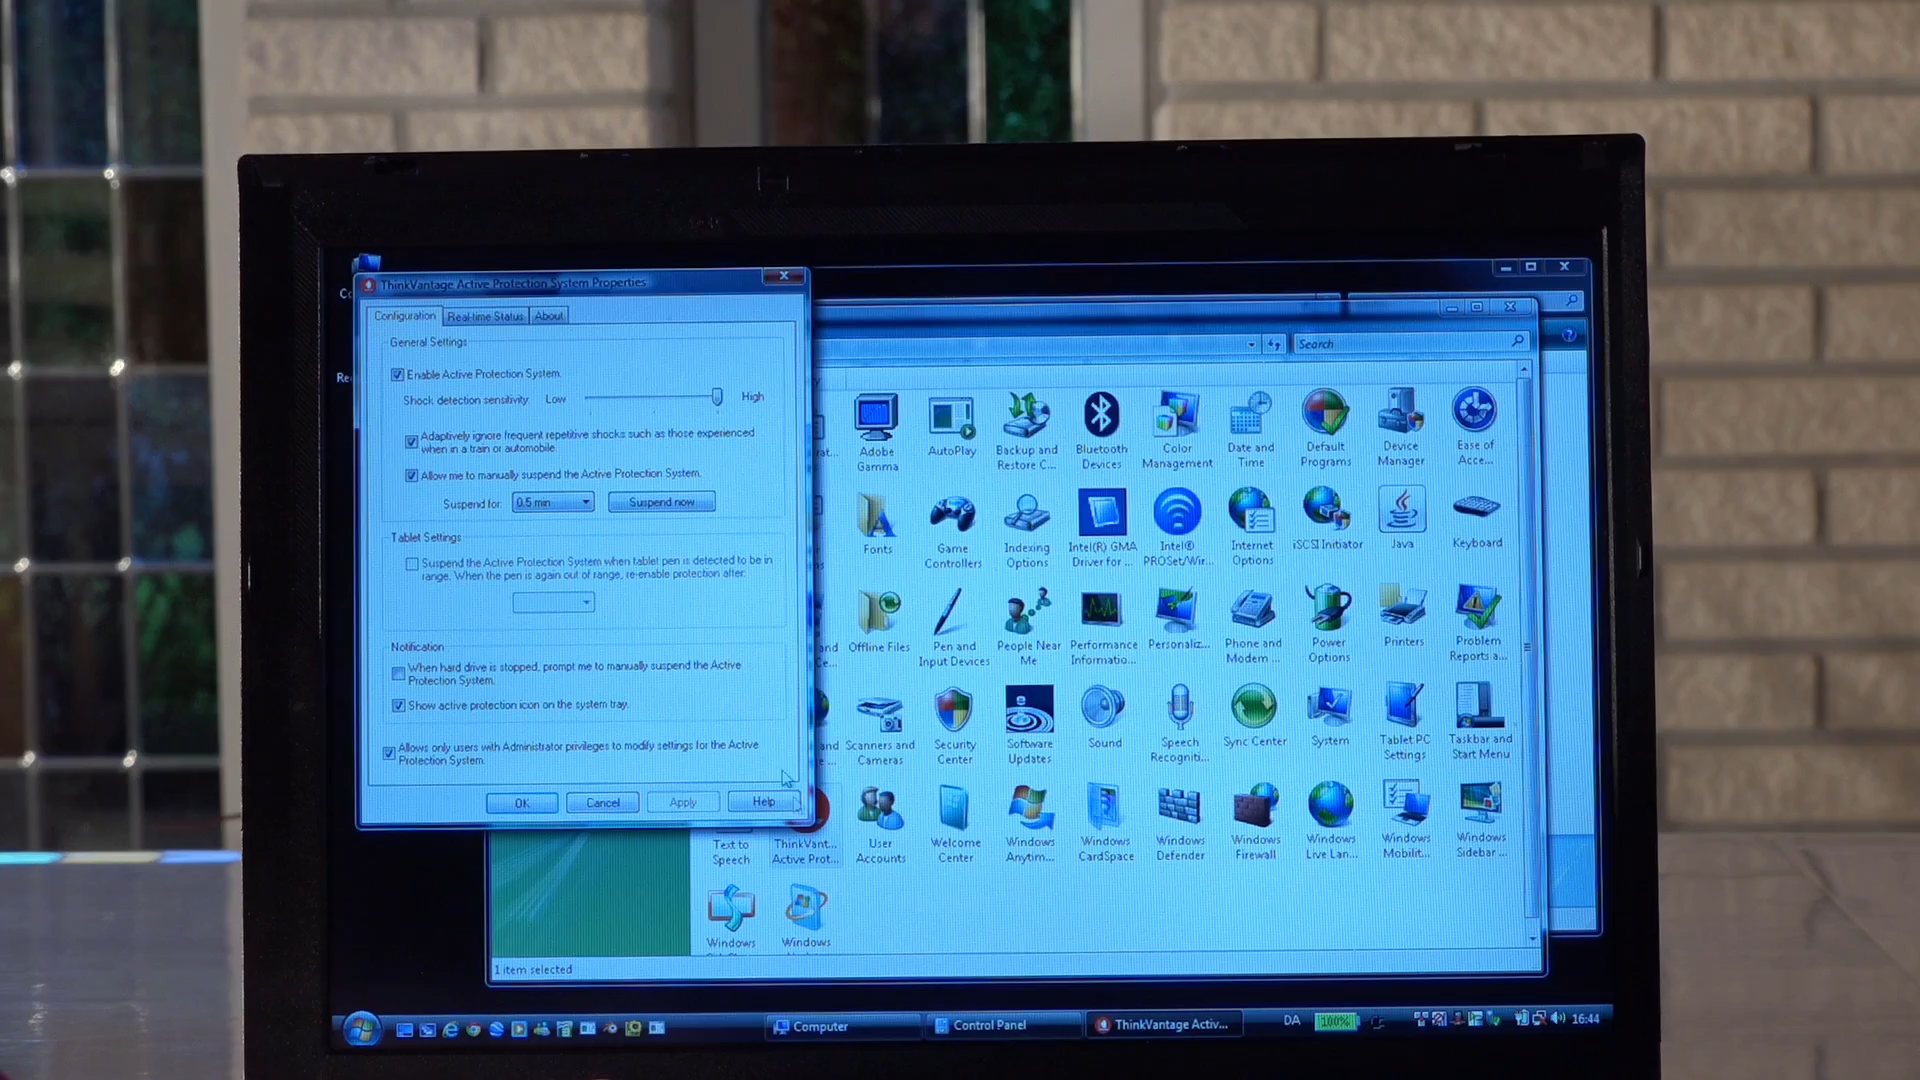 ThinkVantage Active Protection System Properties
Configuration
Real-time Status
About
General Settings
Enable Active Protection System.
Shock detection sensitivity
Low
High
Adaptively ignore frequent repetitive shocks such as those experienced
when in a train or automobile.
Allow me to manually suspend the Active Protection System.
Suspend for:
0.5 min
Suspend now
Tablet Settings
Suspend the Active Protection System when tablet pen is detected to be in
range. When the pen is again out of range, re-enable protection after:
Notification
When hard drive is stopped, prompt me to manually suspend the Active
Protection System.
Show active protection icon on the system tray.
Allows only users with Administrator privileges to modify settings for the Active
Protection System.
OK
Cancel
Apply
Help
Search
Adobe
Gamma
AutoPlay
Backup and
Restore C...
Bluetooth
Devices
Color
Management
Date and
Time
Default
Programs
Device
Manager
Ease of
Acce...
Fonts
Game
Controllers
Indexing
Options
Intel(R) GMA
Driver for ...
Intel®
PROSet/Wir...
Internet
Options
iSCSI Initiator
Java
Keyboard
Offline Files
Pen and
Input Devices
People Near
Me
Performance
Informatio...
Personaliz...
Phone and
Modem ...
Power
Options
Printers
Problem
Reports a...
Scanners and
Cameras
Security
Center
Software
Updates
Sound
Speech
Recogniti...
Sync Center
System
Tablet PC
Settings
Taskbar and
Start Menu
Text to
Speech
ThinkVant...
Active Prot...
User
Accounts
Welcome
Center
Windows
Anytim...
Windows
CardSpace
Windows
Defender
Windows
Firewall
Windows
Live Lan...
Windows
Mobilit...
Windows
Sidebar ...
Windows
Windows
1 item selected
Computer
Control Panel
ThinkVantage Activ...
DA
100%
16:44